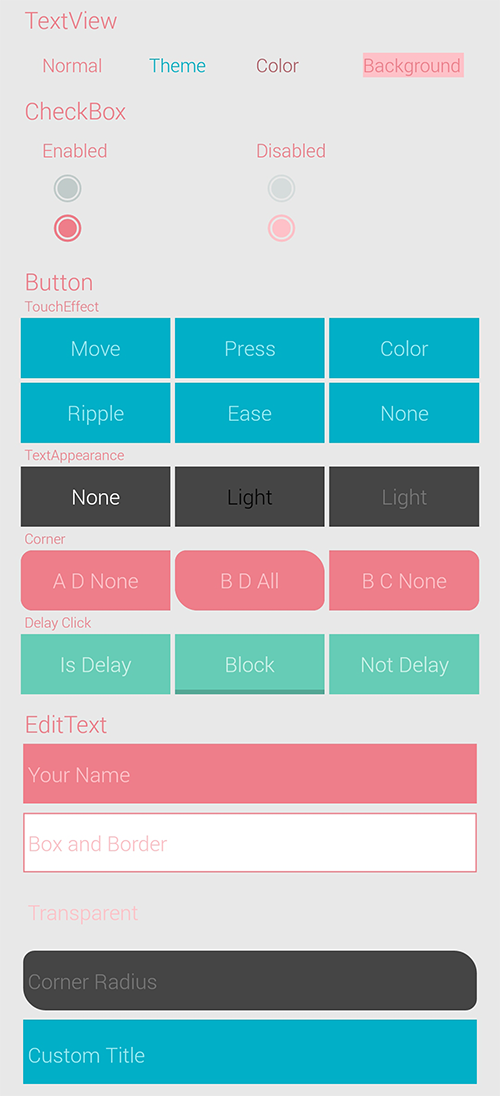 TextView
Normal Theme Color Background
CheckBox
Enabled Disabled
Button
TouchEffect
Move Press Color
Ripple Ease None
TextAppearance
None Light Light
Corner
A D None B D All B C None
Delay Click
Is Delay Block Not Delay
EditText
Your Name
Box and Border
Transparent
Corner Radius
Custom Title